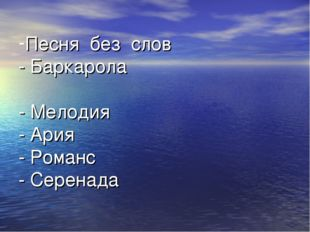 -Песня без слов
- Баркарола
- Мелодия
- Ария
- Романс
- Серенада